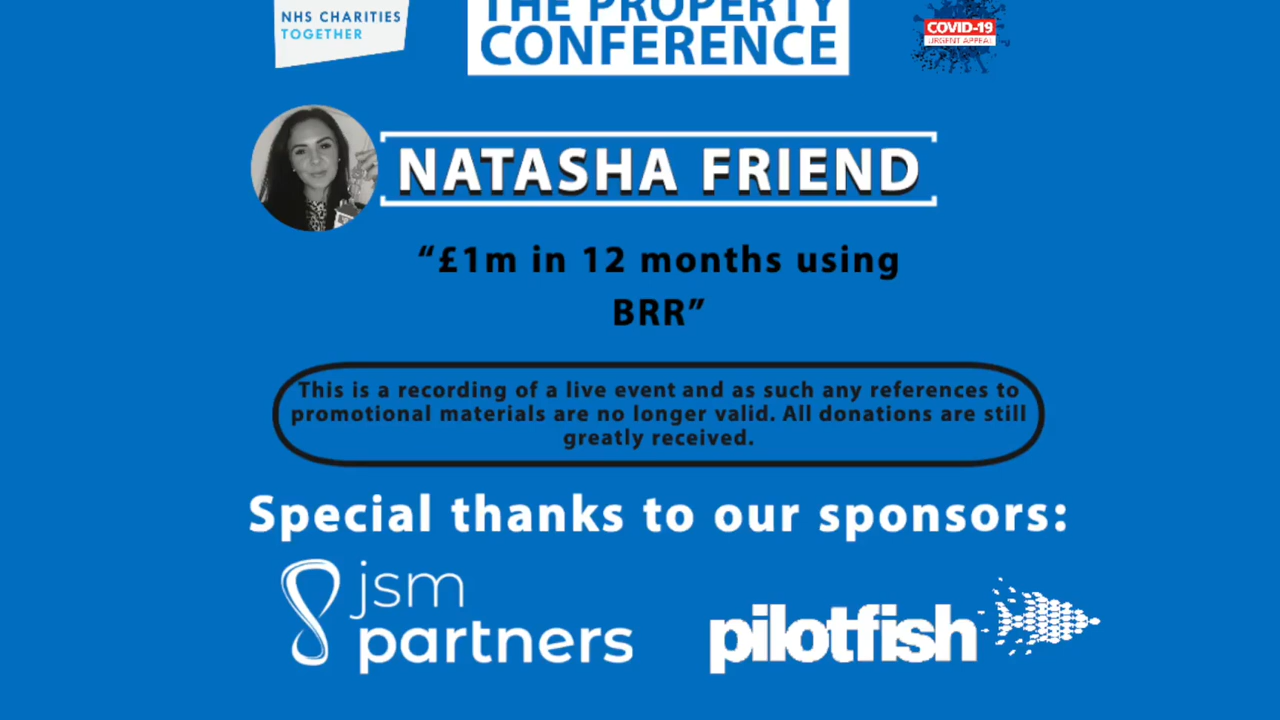 NHS CHARITIES
TOGETHER
THE PROPERTY
CONFERENCE
COVID-19
URGENT APPEAL
NATASHA FRIEND
“£1m in 12 months using
BRR”
This is a recording of a live event and as such any references to
promotional materials are no longer valid. All donations are still
greatly received.
Special thanks to our sponsors:
jsm
partners
pilotfish